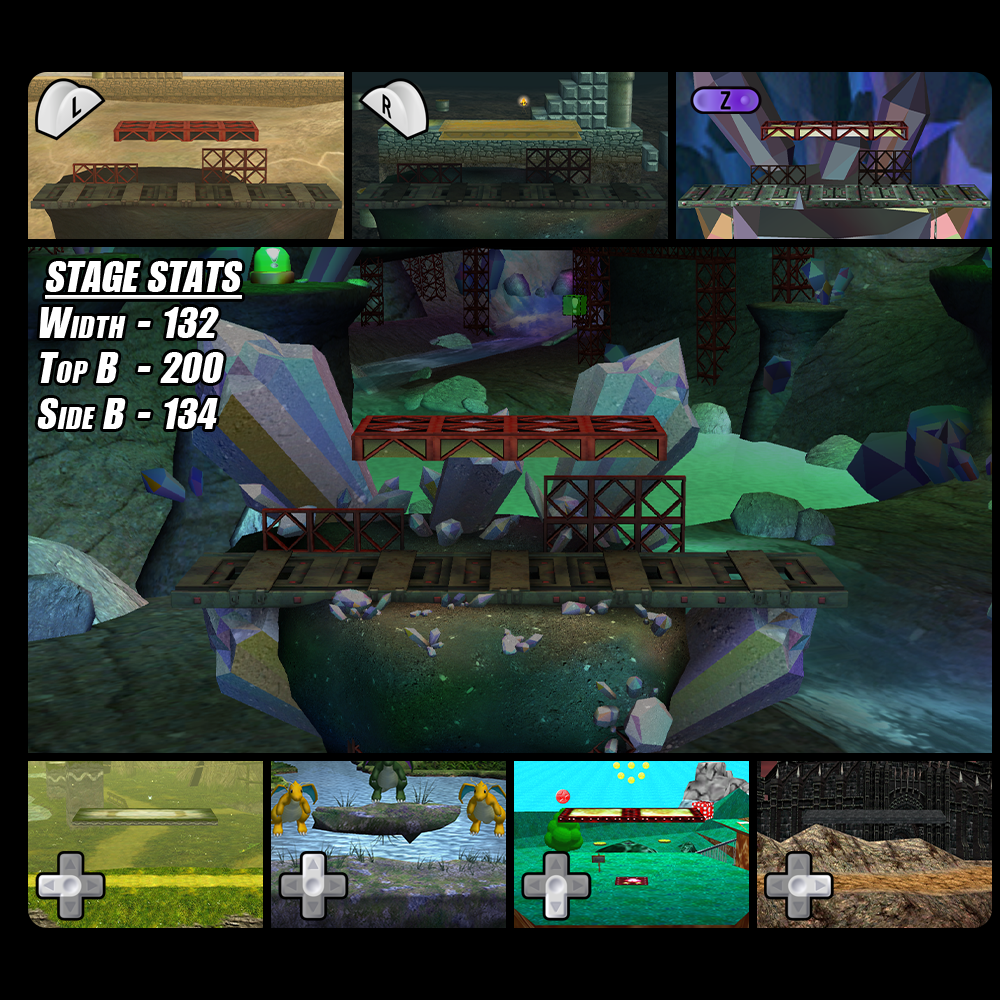 L
R
Z
STAGE STATS
WIDTH - 132
TOP B - 200
SIDE B - 134
!